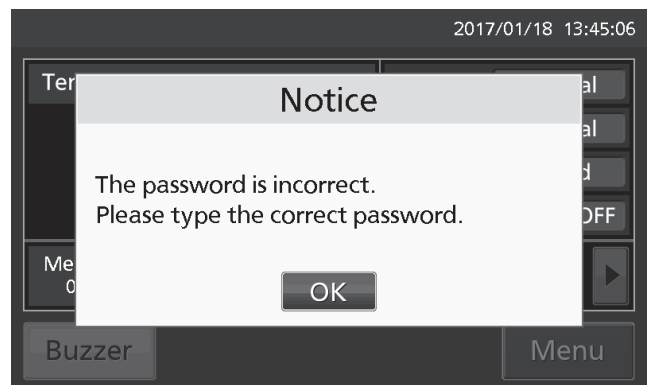 2017/01/18 13:45:06
Notice
The password is incorrect.
Please type the correct password.
OK
OFF
Buzzer
Menu